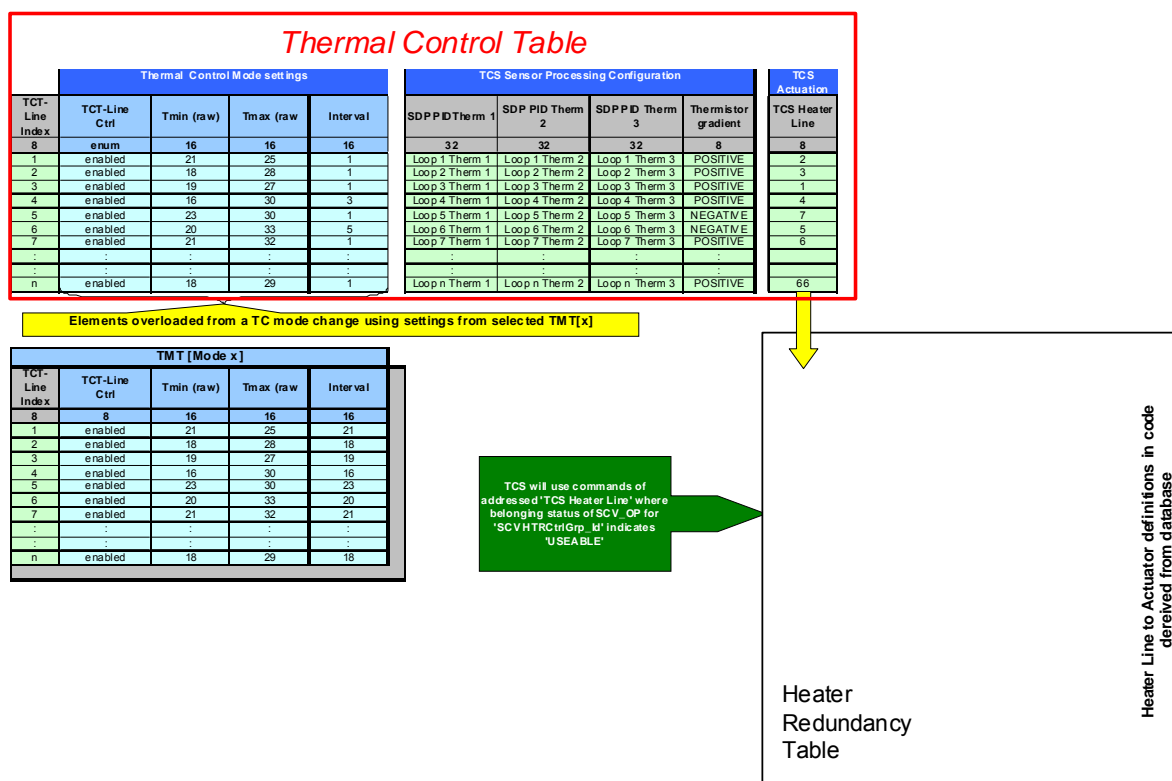 Thermal Control Table
Thermal Control Mode settings TCS Sensor Processing Configuration TCS Actuation
TCT-Line Index TCT-Line Ctrl Tmin (raw) Tmax (raw Interval SDPPIDTherm 1 SDP PID Therm 2 SDP PID Therm 3 Thermistor gradient TCS Heater Line
8 enum 16 16 16 32 32 32 8 8
1 enabled 21 25 1 Loop 1 Therm 1 Loop 1 Therm 2 Loop 1 Therm 3 POSITIVE 2
2 enabled 18 28 1 Loop 2 Therm 1 Loop 2 Therm 2 Loop 2 Therm 3 POSITIVE 3
3 enabled 19 27 1 Loop 3 Therm 1 Loop 3 Therm 2 Loop 3 Therm 3 POSITIVE 1
4 enabled 16 30 3 Loop 4 Therm 1 Loop 4 Therm 2 Loop 4 Therm 3 POSITIVE 4
5 enabled 23 30 1 Loop 5 Therm 1 Loop 5 Therm 2 Loop 5 Therm 3 NEGATIVE 7
6 enabled 20 33 5 Loop 6 Therm 1 Loop 6 Therm 2 Loop 6 Therm 3 NEGATIVE 5
7 enabled 21 32 1 Loop 7 Therm 1 Loop 7 Therm 2 Loop 7 Therm 3 POSITIVE 6
: : : : : : : : :
: : : : : : : : :
n enabled 18 29 1 Loop n Therm 1 Loop n Therm 2 Loop n Therm 3 POSITIVE 66
Elements overloaded from a TC mode change using settings from selected TMT[x]
TMT [Mode x]
TCT-Line Index TCT-Line Ctrl Tmin (raw) Tmax (raw Interval
8 8 16 16 16
1 enabled 21 25 21
2 enabled 18 28 18
3 enabled 19 27 19
4 enabled 16 30 16
5 enabled 23 30 23
6 enabled 20 33 20
7 enabled 21 32 21
: : : : :
: : : : :
n enabled 18 29 18
TCS will use commands of
addressed 'TCS Heater Line' where
belonging status of SCV_OP for
'SCVHTRCtrlGrp_Id' indicates
'USEABLE'
Heater
Redundancy
Table
Heater Line to Actuator definitions in code
dereived from database